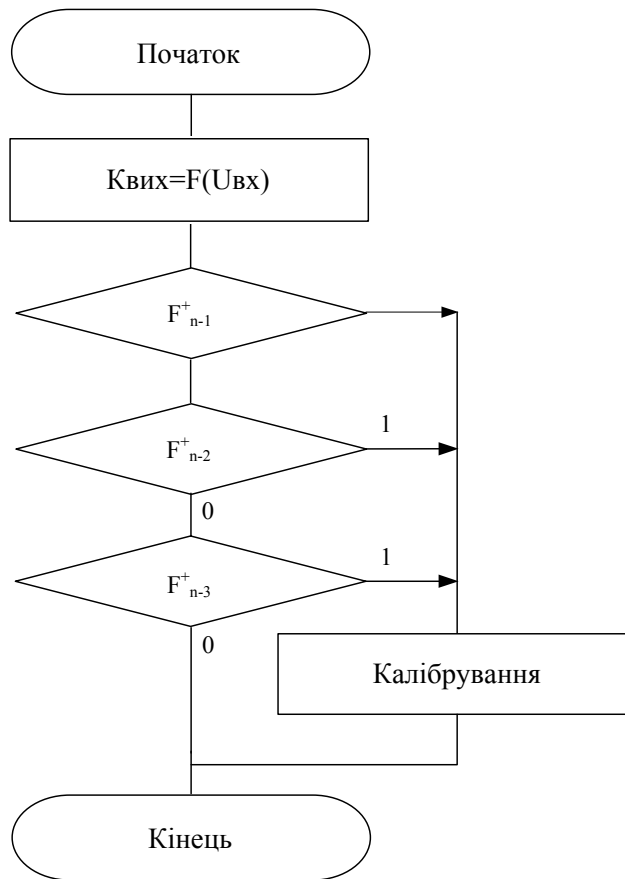 Початок
Квих=F(Uвх)
F⁺ₙ₋₁
1
F⁺ₙ₋₂
0
1
F⁺ₙ₋₃
0
Калібрування
Кінець